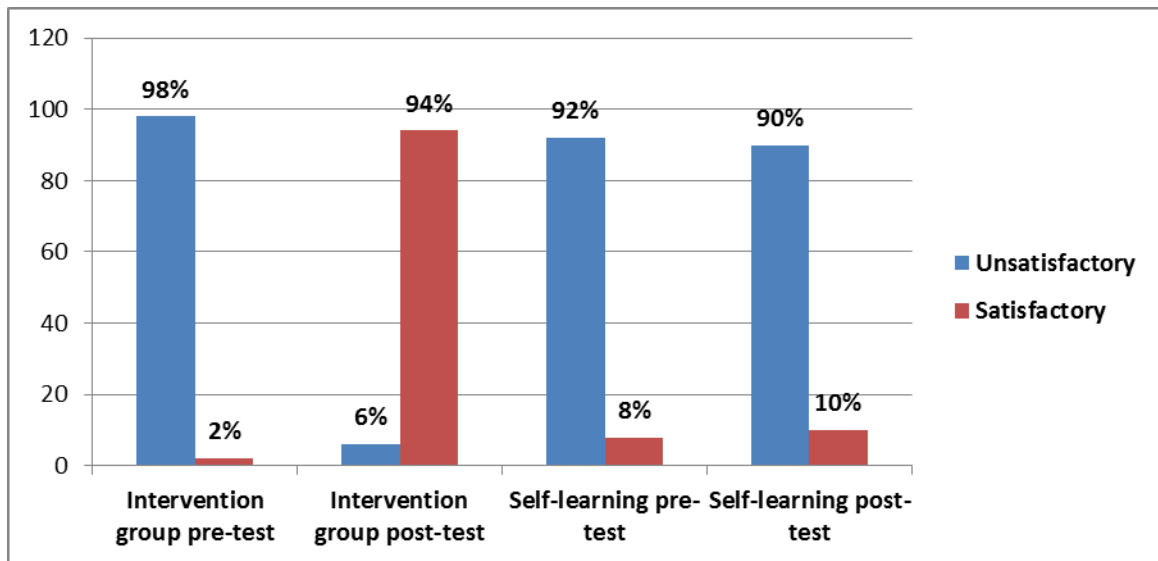 120
100
80
60
40
20
0
98%
2%
6%
94%
92%
8%
90%
10%
Intervention
group pre-test
Intervention
group post-test
Self-learning pre-
test
Self-learning post-
test
Unsatisfactory
Satisfactory